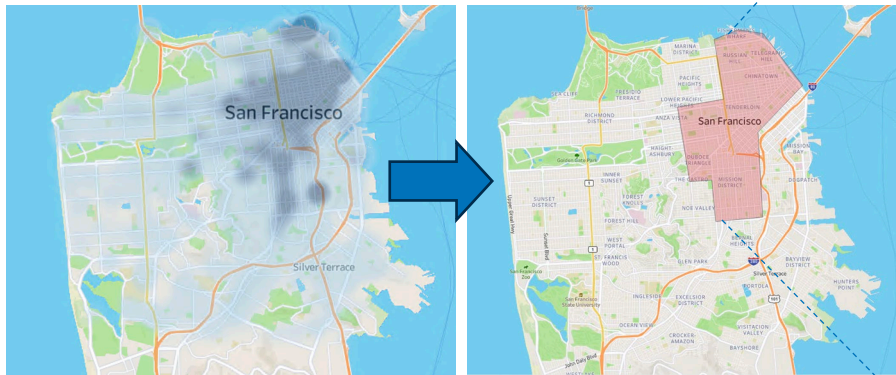 San Francisco
Silver Terrace
MARINA DISTRICT
WHARF
RUSSIAN HILL
TELEGRAPH HILL
CHINATOWN
SEA CLIFF
PRESIDIO TERRACE
PACIFIC HEIGHTS
LOWER PACIFIC HEIGHTS
TENDERLOIN
RICHMOND DISTRICT
ANZA VISTA
San Francisco
Golden Gate Park
HAIGHT-ASHBURY
DUBOCE TRIANGLE
MISSION BAY
INNER SUNSET
THE CASTRO
MISSION DISTRICT
DOGPATCH
Upper Great Hwy
SUNSET DISTRICT
FOREST KNOLLS
NOE VALLEY
Sunset Blvd
FOREST HILL
WEST PORTAL
BERNAL HEIGHTS
ST. FRANCIS WOOD
GLEN PARK
BAYVIEW DISTRICT
San Francisco Zoo
Silver Terrace
PORTOLA
HUNTERS POINT
San Francisco State University
INGLESIDE
EXCELSIOR DISTRICT
OCEAN VIEW
VISITACION VALLEY
CROCKER-AMAZON
BAYSHORE
John Daly Blvd